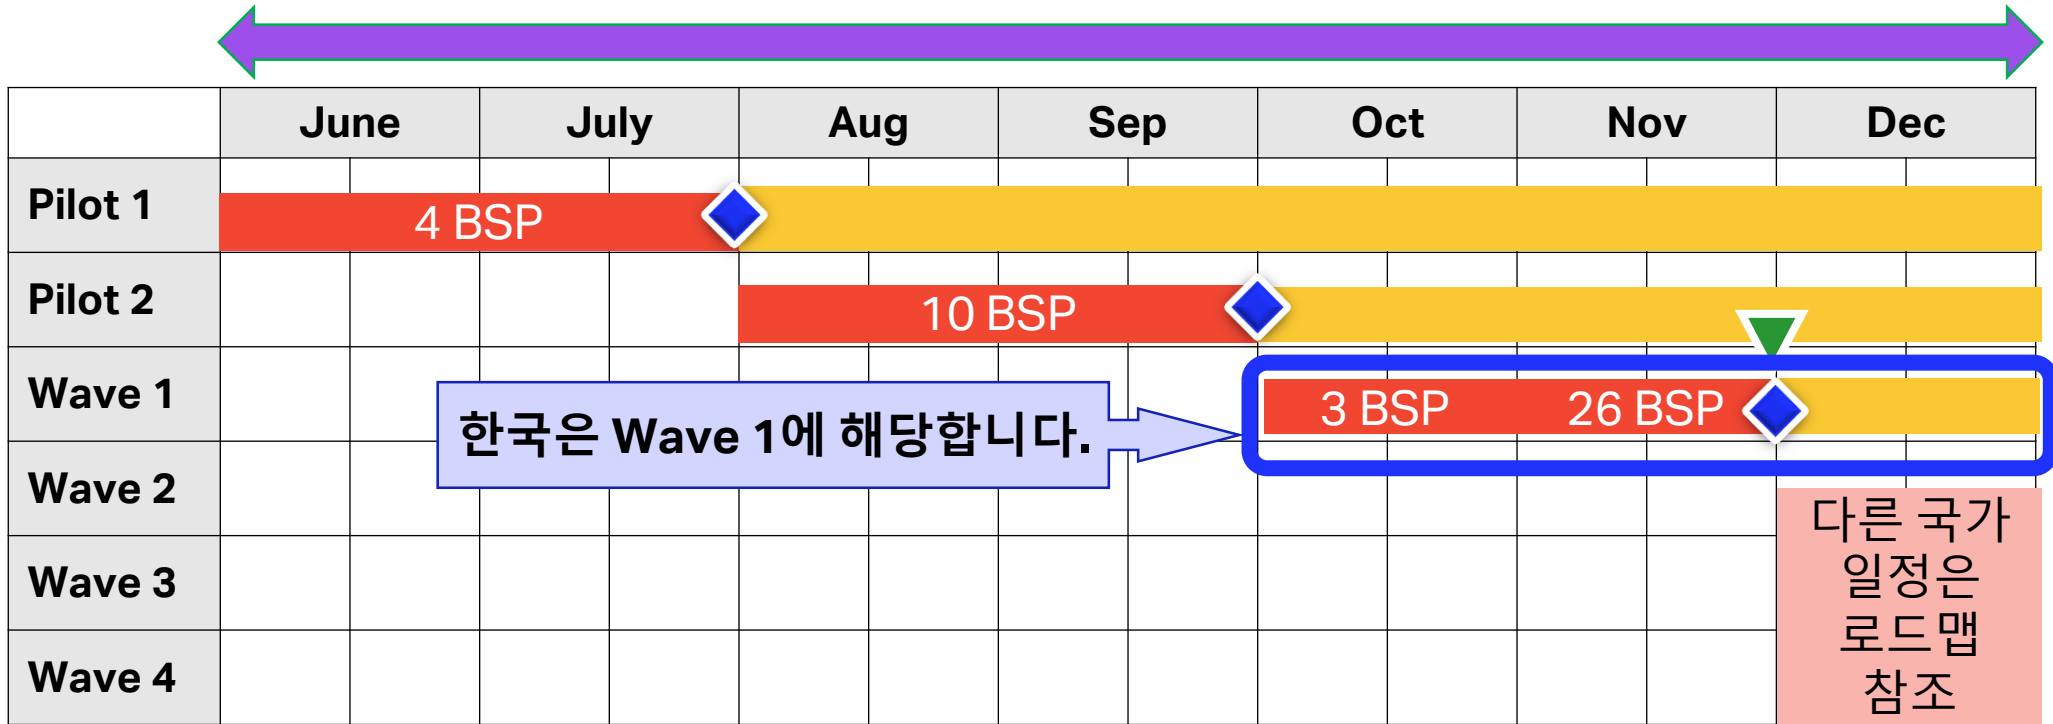 June July Aug Sep Oct Nov Dec
Pilot 1
4 BSP
Pilot 2
10 BSP
Wave 1
3 BSP 26 BSP
한국은 Wave 1에 해당합니다.
Wave 2
다른 국가
일정은
로드맵
참조
Wave 3
Wave 4